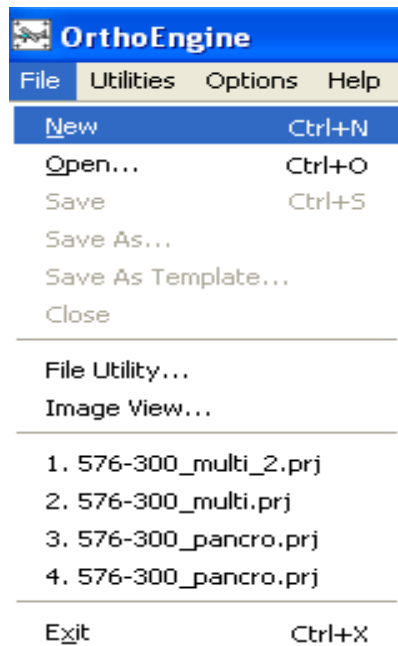 OrthoEngine
File Utilities Options Help
New Ctrl+N
Open... Ctrl+O
Save Ctrl+S
Save As...
Save As Template...
Close
File Utility...
Image View...
1. 576-300_multi_2.prj
2. 576-300_multi.prj
3. 576-300_pancro.prj
4. 576-300_pancro.prj
Exit Ctrl+X